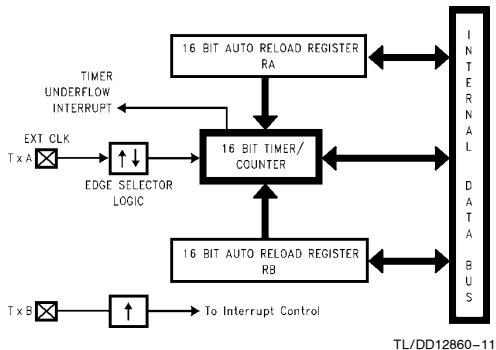 16 BIT AUTO RELOAD REGISTER
RA
TIMER
UNDERFLOW
INTERRUPT
EXT CLK
TxA
16 BIT TIMER/
COUNTER
EDGE SELECTOR
LOGIC
16 BIT AUTO RELOAD REGISTER
RB
TxB
To Interrupt Control
INTERNAL DATA BUS
TL/DD12860–11